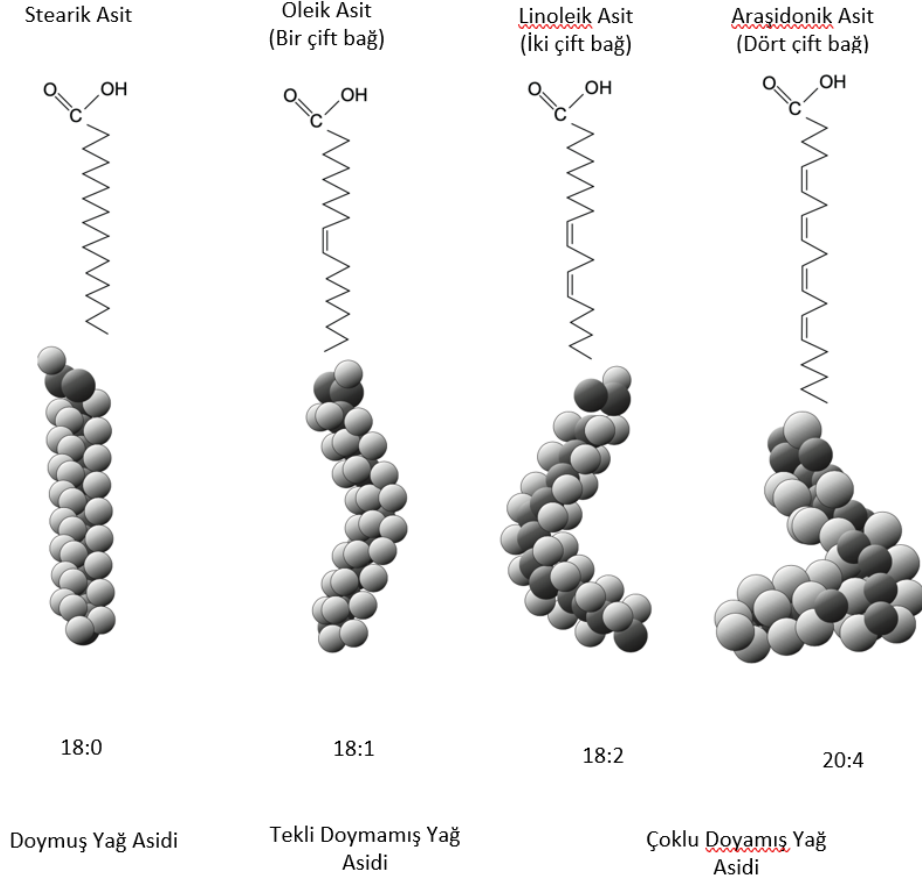 Stearik Asit
Oleik Asit
(Bir çift bağ)
Linoleik Asit
(İki çift bağ)
Araşidonik Asit
(Dört çift bağ)
O
OH
C
O
OH
C
O
OH
C
O
OH
C
18:0
18:1
18:2
20:4
Doymuş Yağ Asidi
Tekli Doymamış Yağ
Asidi
Çoklu Doyamış Yağ
Asidi